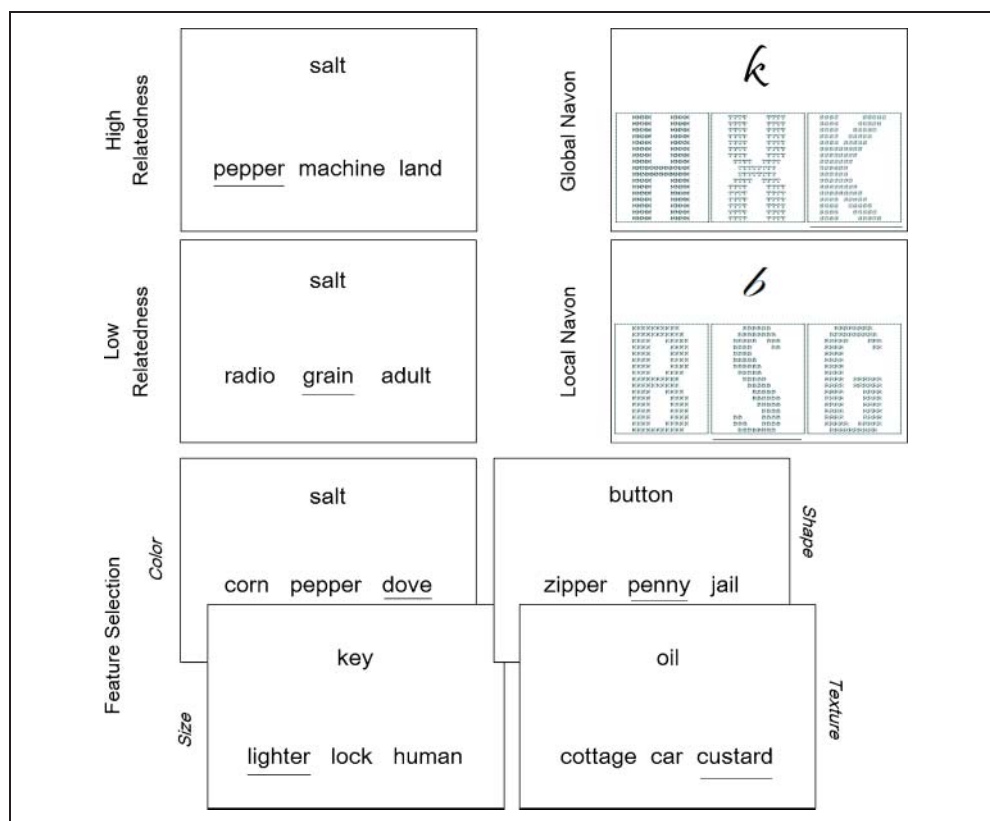 High
Relatedness
salt
pepper machine land
Global Navon
k
Low
Relatedness
salt
radio grain adult
Local Navon
b
Feature Selection
Color
salt
corn pepper dove
Shape
button
zipper penny jail
Size
key
lighter lock human
Texture
oil
cottage car custard